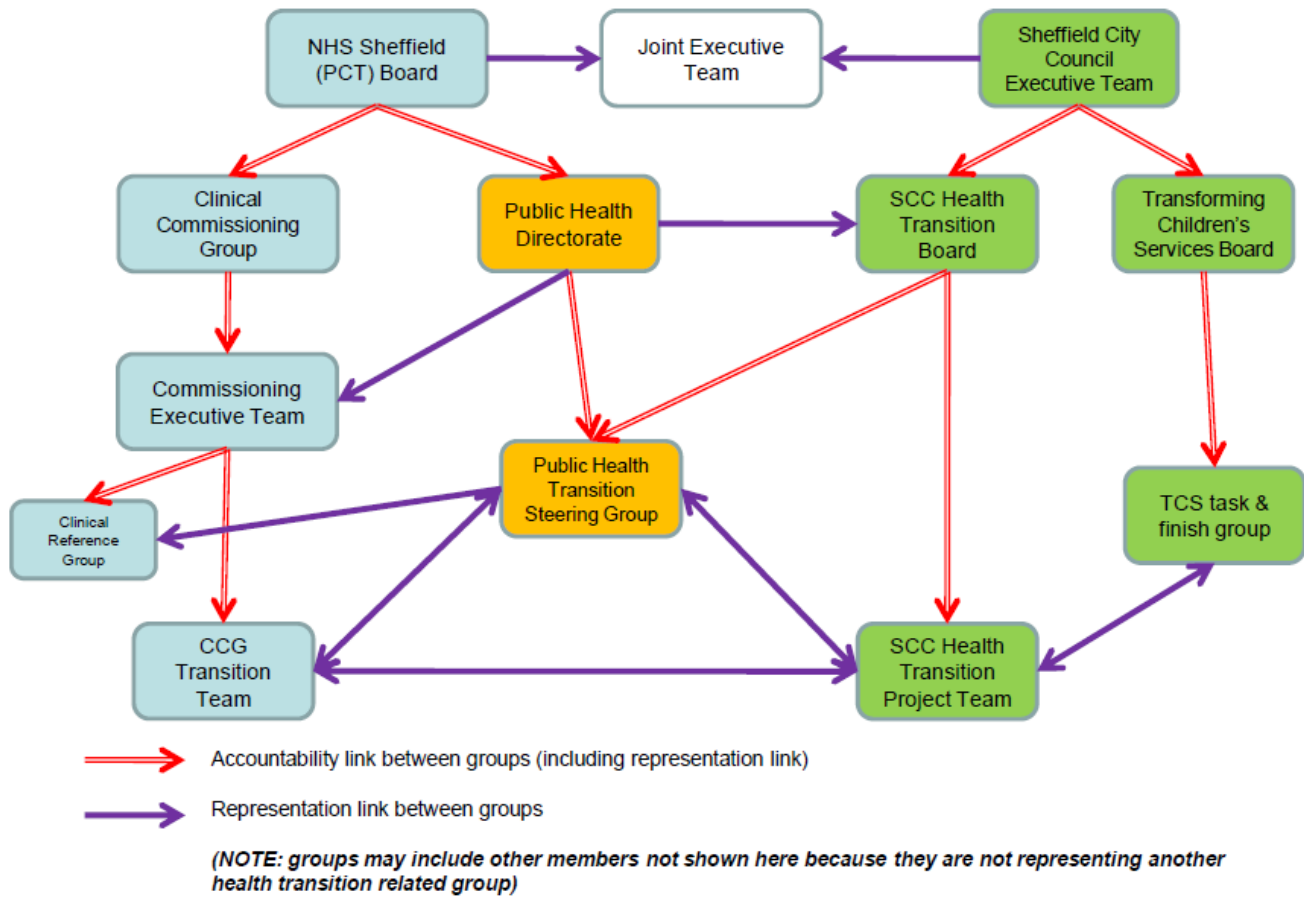 NHS Sheffield
(PCT) Board
Joint Executive
Team
Sheffield City
Council
Executive Team
Clinical
Commissioning
Group
Public Health
Directorate
SCC Health
Transition
Board
Transforming
Children's
Services Board
Commissioning
Executive Team
Public Health
Transition
Steering Group
Clinical
Reference
Group
TCS task &
finish group
CCG
Transition
Team
SCC Health
Transition
Project Team
Accountability link between groups (including representation link)
Representation link between groups
(NOTE: groups may include other members not shown here because they are not representing another
health transition related group)